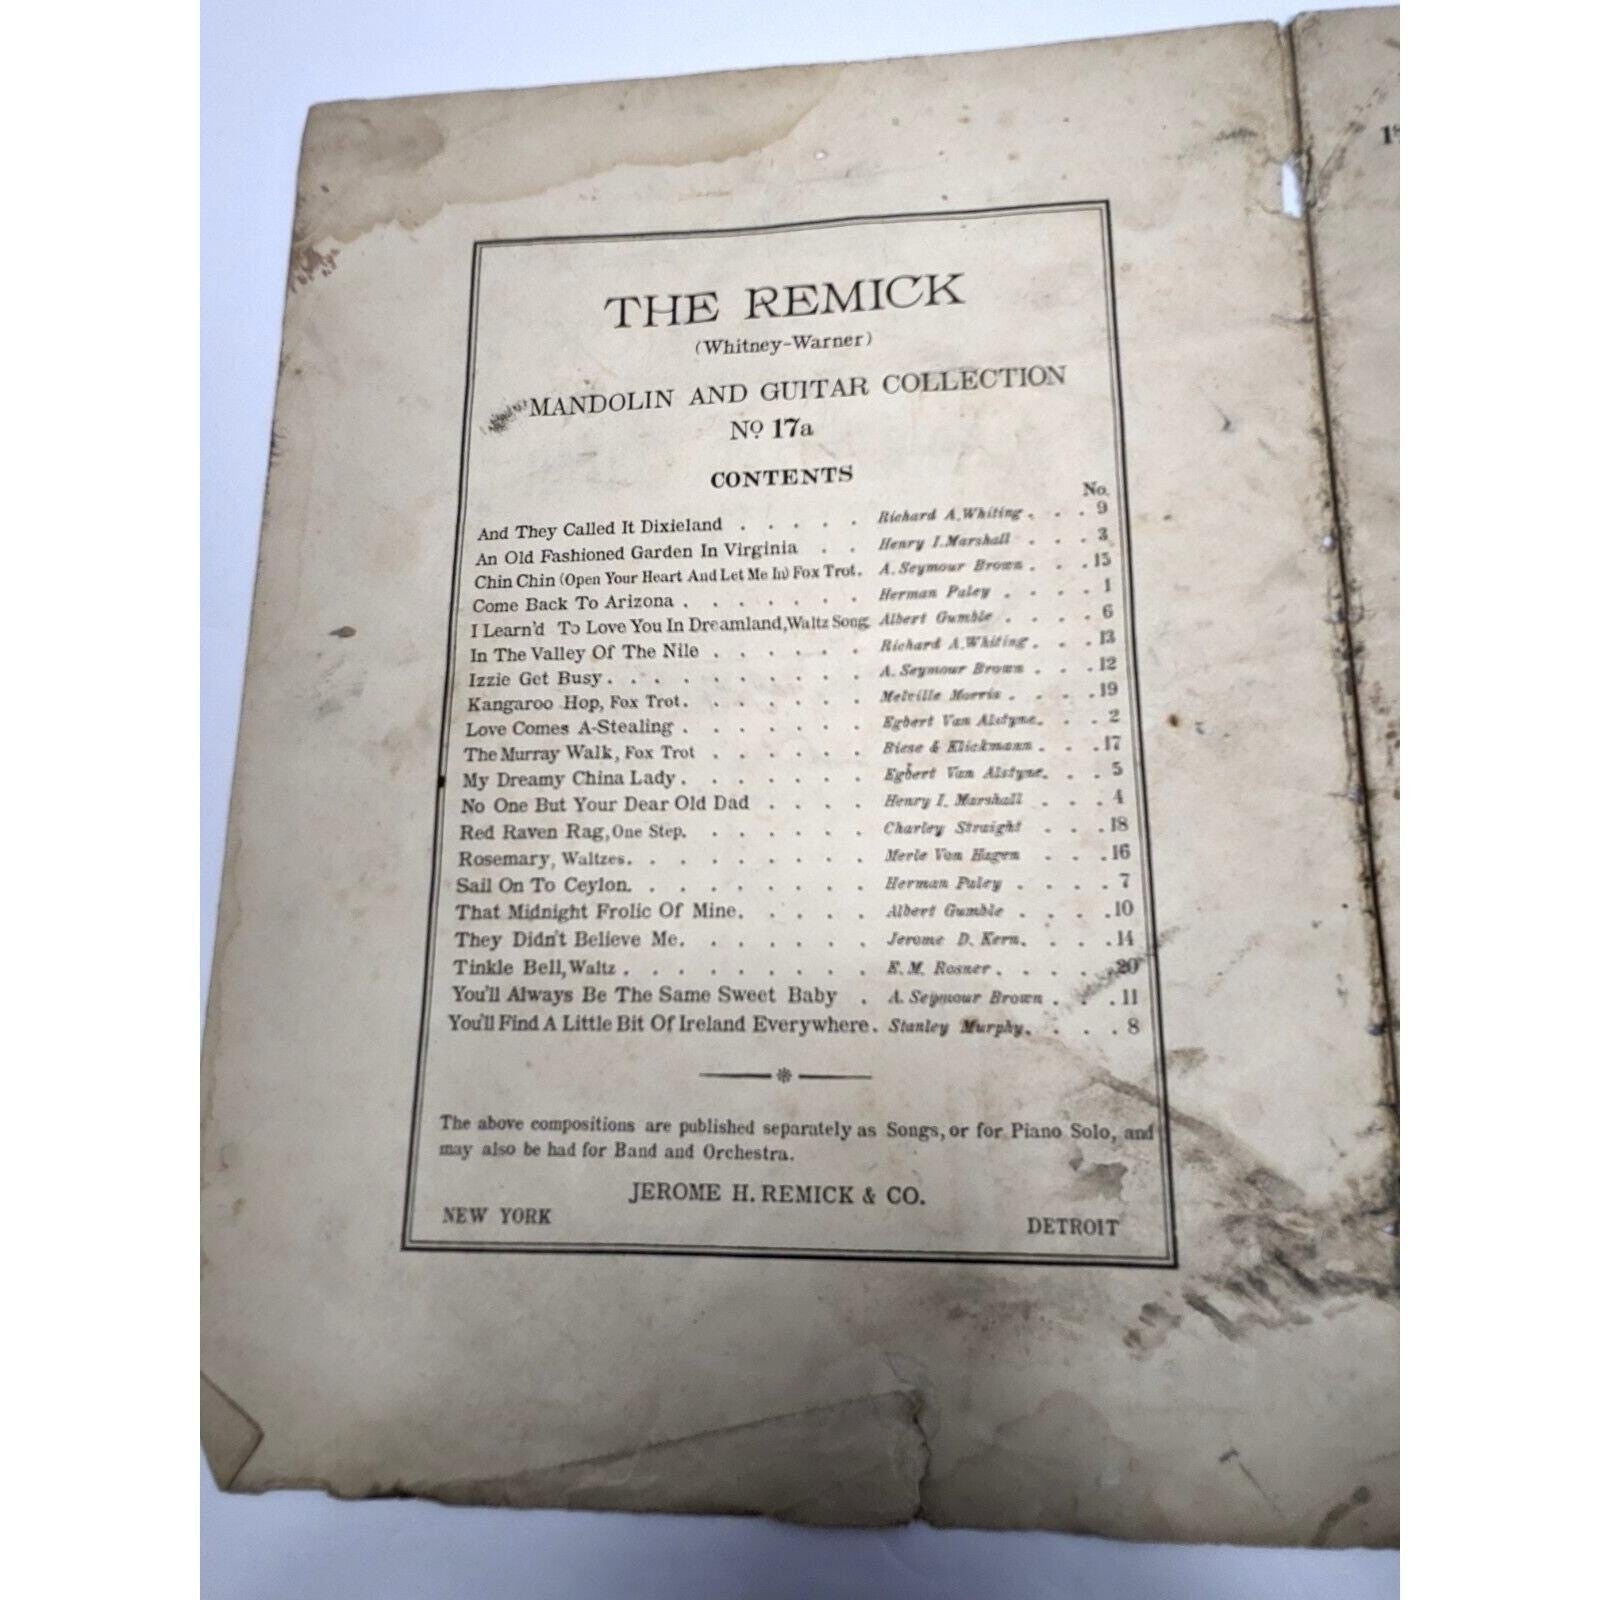 THE REMICK
(Whitney-Warner)
MANDOLIN AND GUITAR COLLECTION
Nọ 17a
CONTENTS
No.
And They Called It Dixieland . . . . . Richard A. Whiting . . . 9
An Old Fashioned Garden In Virginia . . Henry I. Marshall . . . 3
Chin Chin (Open Your Heart And Let Me In) Fox Trot. A. Seymour Brown . . . 15
Come Back To Arizona . . . . . . . Herman Paley . . . . 1
I Learn'd To Love You In Dreamland, Waltz Song. Albert Gumble . . . . 6
In The Valley Of The Nile . . . . . . Richard A. Whiting . . . 13
Izzie Get Busy . . . . . . . . . . A. Seymour Brown . . . 12
Kangaroo Hop, Fox Trot. . . . . . . Melville Morris . . . . 19
Love Comes A-Stealing . . . . . . . Egbert Van Alstyne. . . 2
The Murray Walk, Fox Trot . . . . . . Biese & Klickmann . . . 17
My Dreamy China Lady . . . . . . . Egbert Van Alstyne. . . 5
No One But Your Dear Old Dad . . . . Henry I. Marshall . . . 4
Red Raven Rag, One Step. . . . . . . Charley Straight . . . 18
Rosemary, Waltzes. . . . . . . . . Merle Von Hagen . . . 16
Sail On To Ceylon. . . . . . . . . Herman Paley . . . . 7
That Midnight Frolic Of Mine. . . . . Albert Gumble . . . . 10
They Didn't Believe Me. . . . . . . Jerome D. Kern. . . . 14
Tinkle Bell, Waltz . . . . . . . . . E. M. Rosner . . . . 20
You'll Always Be The Same Sweet Baby . A. Seymour Brown . . . 11
You'll Find A Little Bit Of Ireland Everywhere. Stanley Murphy. . . . 8
The above compositions are published separately as Songs, or for Piano Solo, and
may also be had for Band and Orchestra.
JEROME H. REMICK & CO.
NEW YORK DETROIT